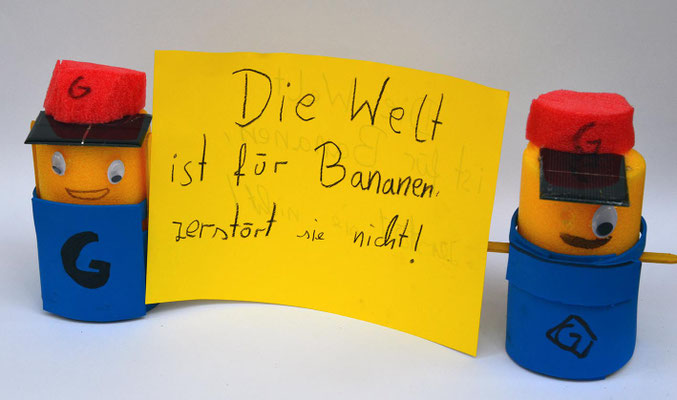 G
Die Welt
ist für Bananen,
zerstört sie nicht!
G
G
G